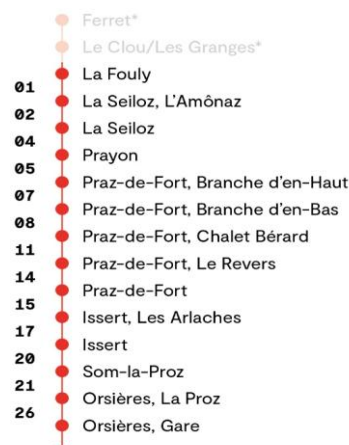 Ferret*
Le Clou/Les Granges*
La Fouly
01
La Seiloz, L'Amônaz
02
La Seiloz
04
Prayon
05
Praz-de-Fort, Branche d'en-Haut
07
Praz-de-Fort, Branche d'en-Bas
08
Praz-de-Fort, Chalet Bérard
11
Praz-de-Fort, Le Revers
14
Praz-de-Fort
15
Issert, Les Arlaches
17
Issert
20
Som-la-Proz
21
Orsières, La Proz
26
Orsières, Gare